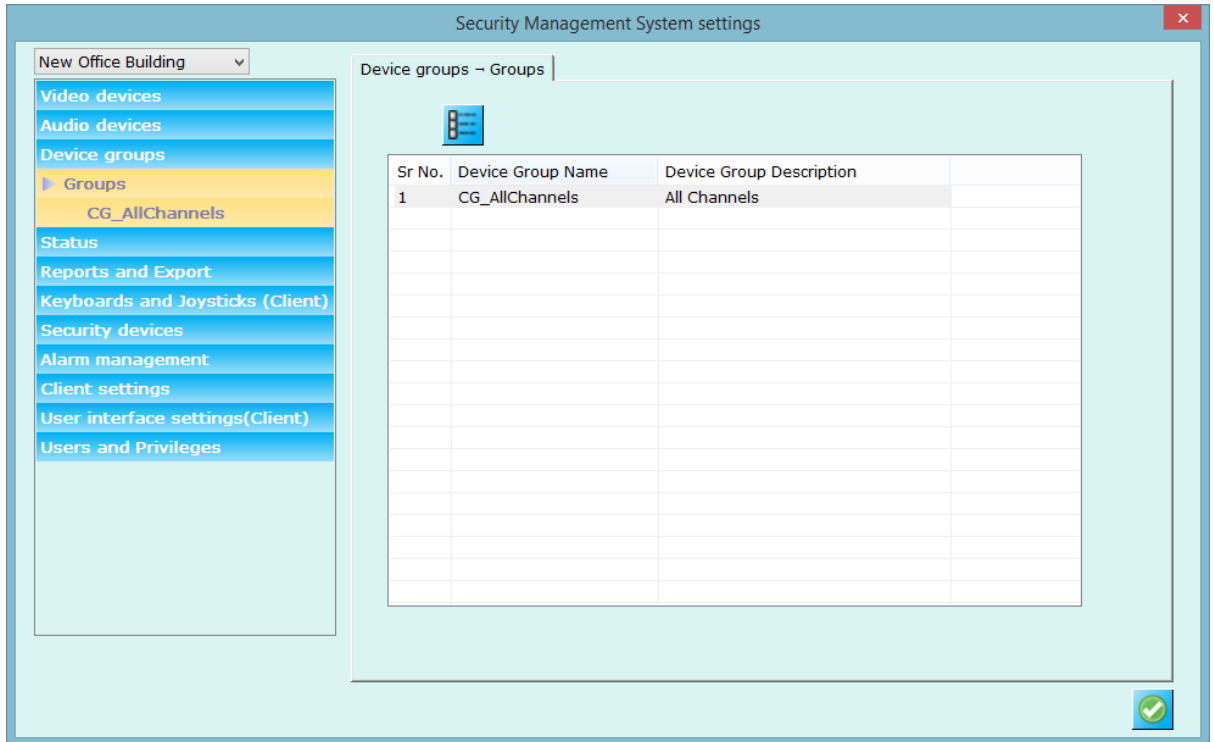 Security Management System settings
New Office Building
Video devices
Audio devices
Device groups
Groups
CG_AllChannels
Status
Reports and Export
Keyboards and Joysticks (Client)
Security devices
Alarm management
Client settings
User interface settings(Client)
Users and Privileges
Device groups → Groups
Sr No. Device Group Name Device Group Description
1 CG_AllChannels All Channels